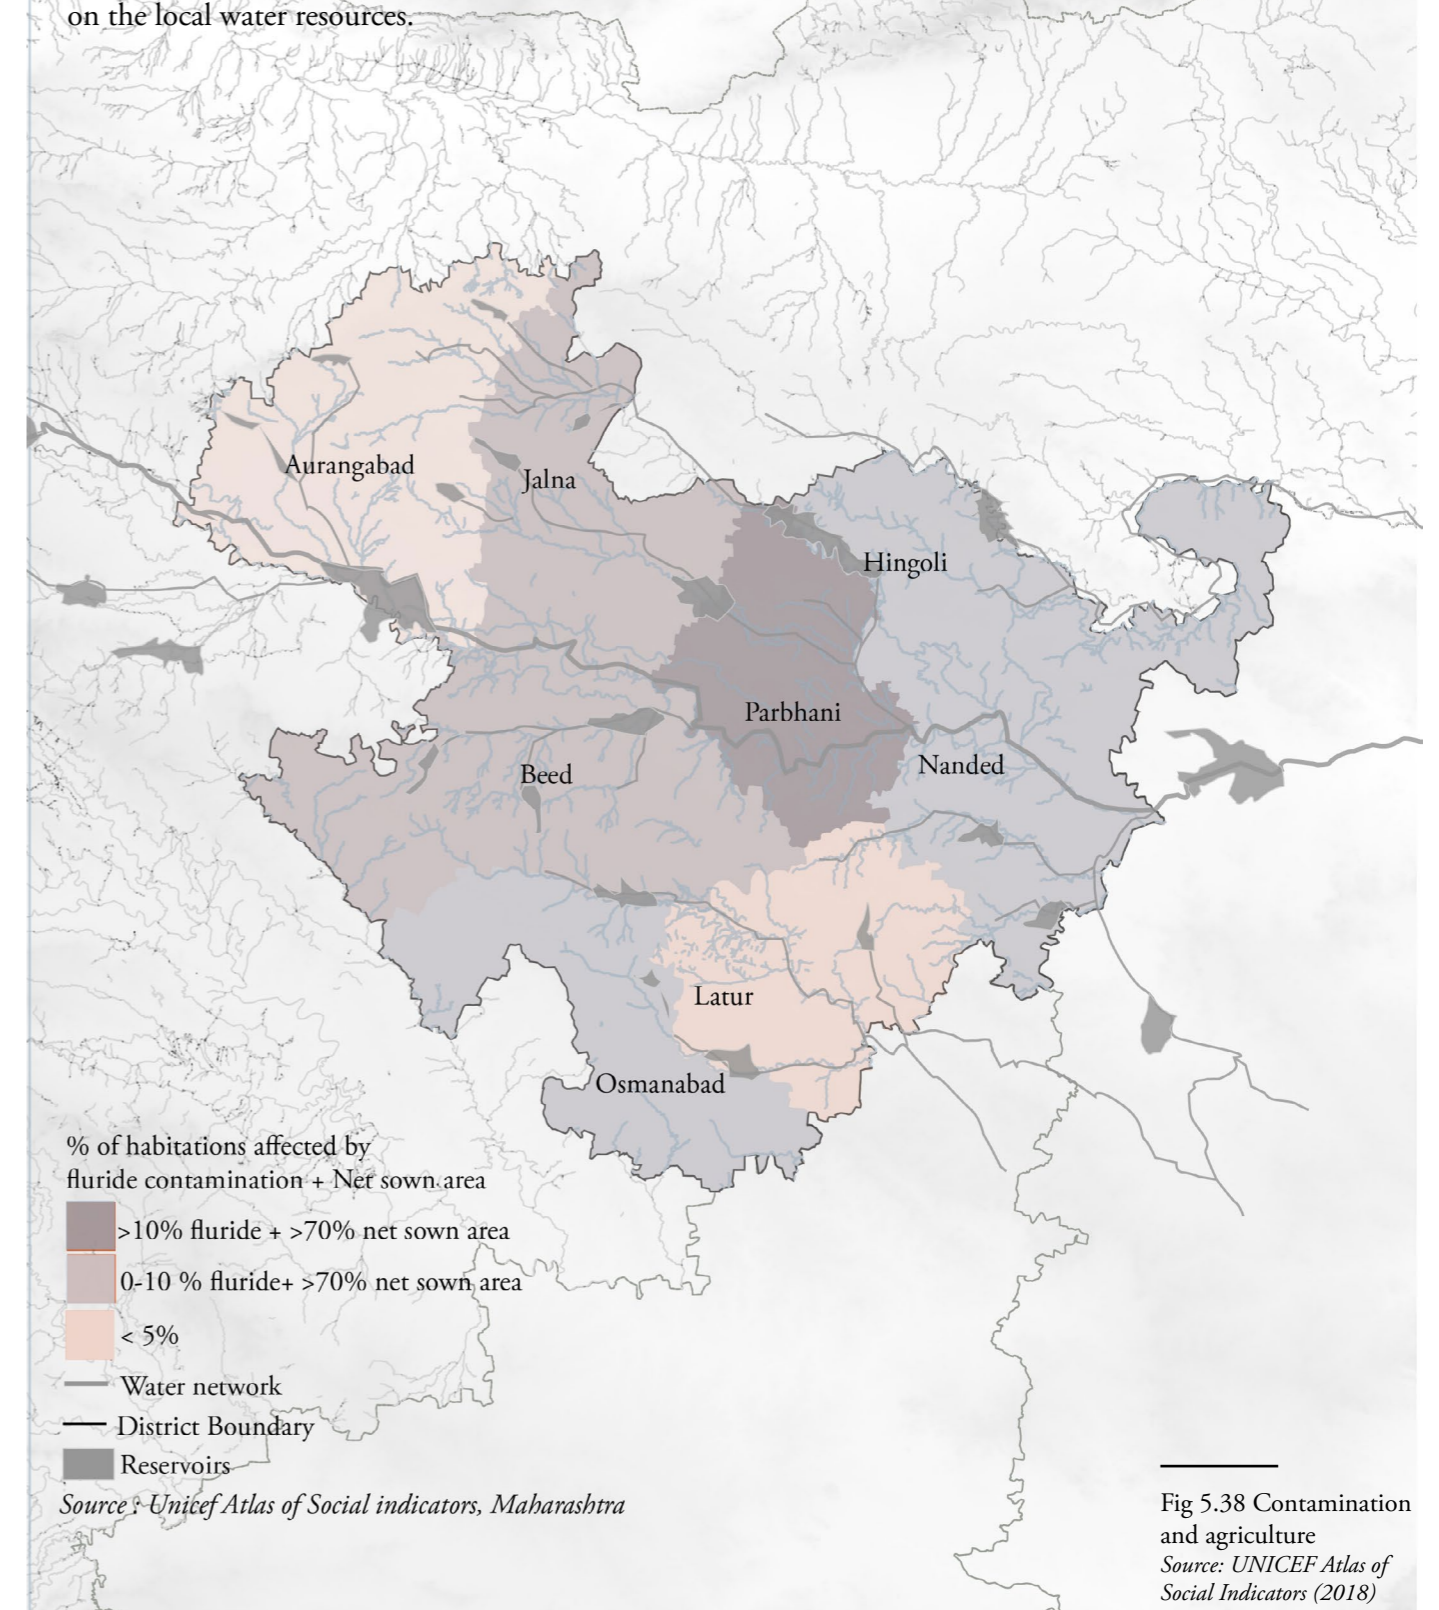 on the local water resources.
Aurangabad
Jalna
Hingoli
Parbhani
Nanded
Beed
Latur
Osmanabad
% of habitations affected by
fluride contamination + Net sown area
>10% fluride + >70% net sown area
0-10 % fluride+ >70% net sown area
< 5%
Water network
District Boundary
Reservoirs
Source : Unicef Atlas of Social indicators, Maharashtra
Fig 5.38 Contamination
and agriculture
Source: UNICEF Atlas of
Social Indicators (2018)